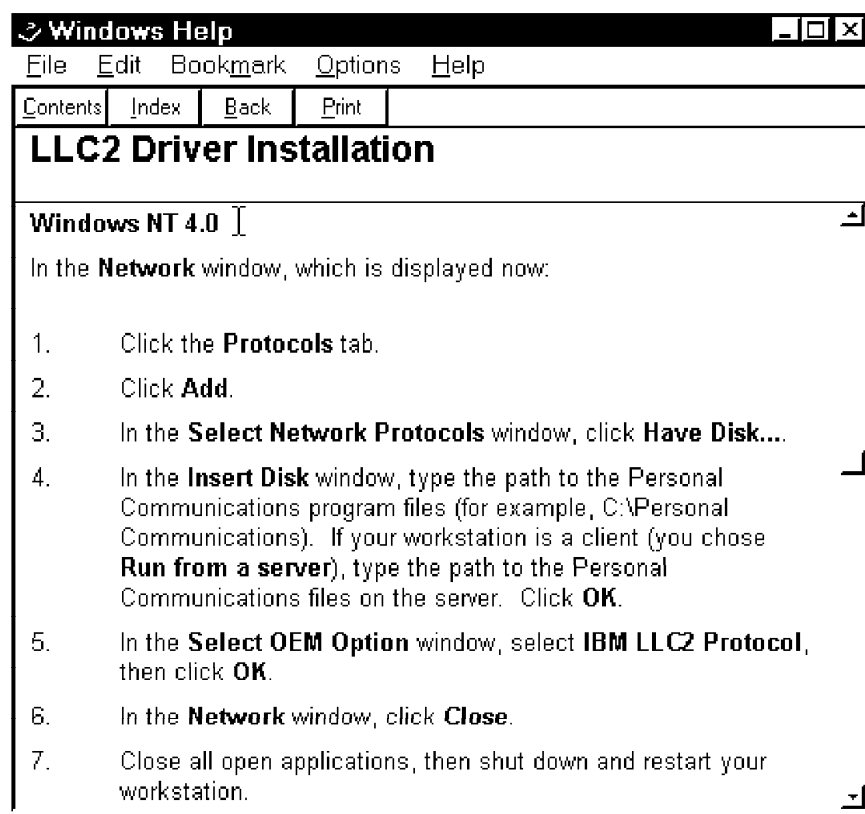 Windows Help
File Edit Bookmark Options Help
Contents Index Back Print
LLC2 Driver Installation
Windows NT 4.0
In the Network window, which is displayed now:
1. Click the Protocols tab.
2. Click Add.
3. In the Select Network Protocols window, click Have Disk....
4. In the Insert Disk window, type the path to the Personal
Communications program files (for example, C:\Personal
Communications). If your workstation is a client (you chose
Run from a server), type the path to the Personal
Communications files on the server. Click OK.
5. In the Select OEM Option window, select IBM LLC2 Protocol,
then click OK.
6. In the Network window, click Close.
7. Close all open applications, then shut down and restart your
workstation.